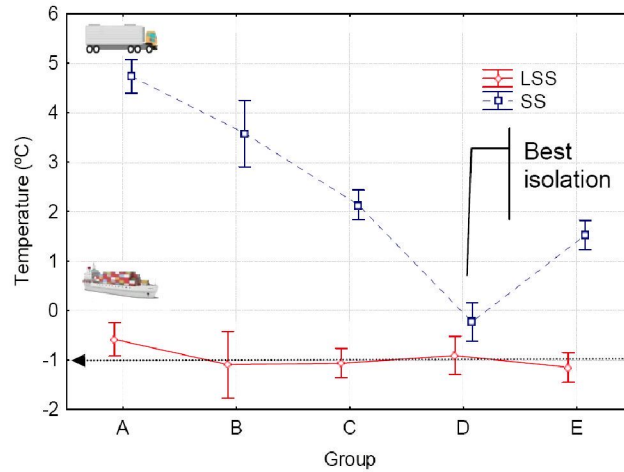 6
5
4
3
2
1
0
-1
-2
Temperature (ºC)
LSS
SS
Best
isolation
A B C D E
Group